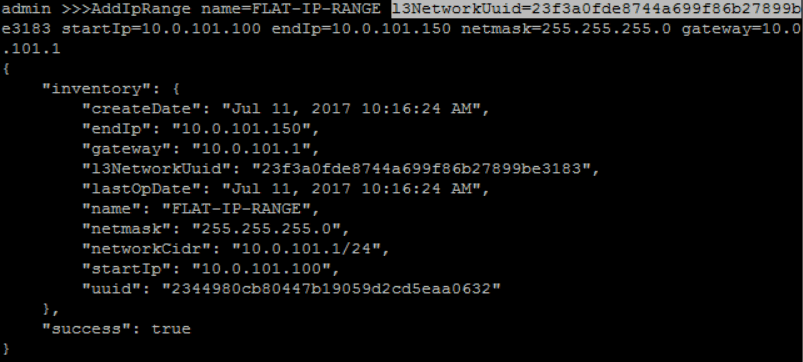 admin >>>AddIpRange name=FLAT-IP-RANGE l3NetworkUuid=23f3a0fde8744a699f86b27899b
e3183 startIp=10.0.101.100 endIp=10.0.101.150 netmask=255.255.255.0 gateway=10.0
.101.1
{
    "inventory": {
        "createDate": "Jul 11, 2017 10:16:24 AM",
        "endIp": "10.0.101.150",
        "gateway": "10.0.101.1",
        "l3NetworkUuid": "23f3a0fde8744a699f86b27899be3183",
        "lastOpDate": "Jul 11, 2017 10:16:24 AM",
        "name": "FLAT-IP-RANGE",
        "netmask": "255.255.255.0",
        "networkCidr": "10.0.101.1/24",
        "startIp": "10.0.101.100",
        "uuid": "2344980cb80447b19059d2cd5eaa0632"
    },
    "success": true
}